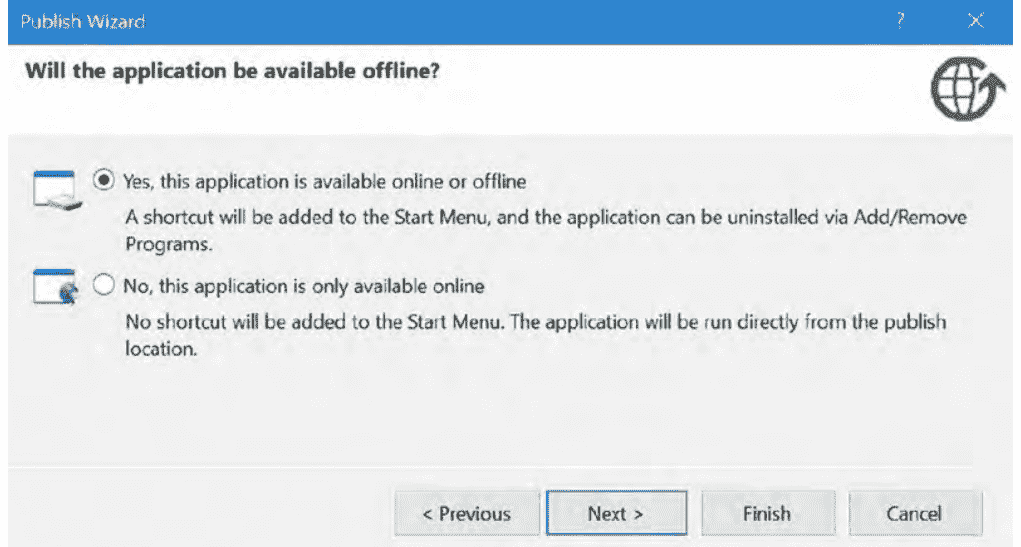 Publish Wizard
?
Will the application be available offline?
Yes, this application is available online or offline
A shortcut will be added to the Start Menu, and the application can be uninstalled via Add/Remove
Programs.
No, this application is only available online
No shortcut will be added to the Start Menu. The application will be run directly from the publish
location.
< Previous
Next >
Finish
Cancel